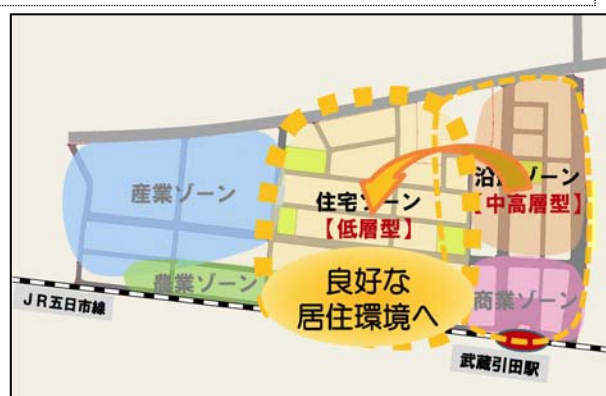 産業ゾーン
住宅ゾーン
【低層型】
沿道ゾーン
【中高層型】
農業ゾーン
良好な
居住環境へ
商業ゾーン
JR五日市線
武蔵引田駅